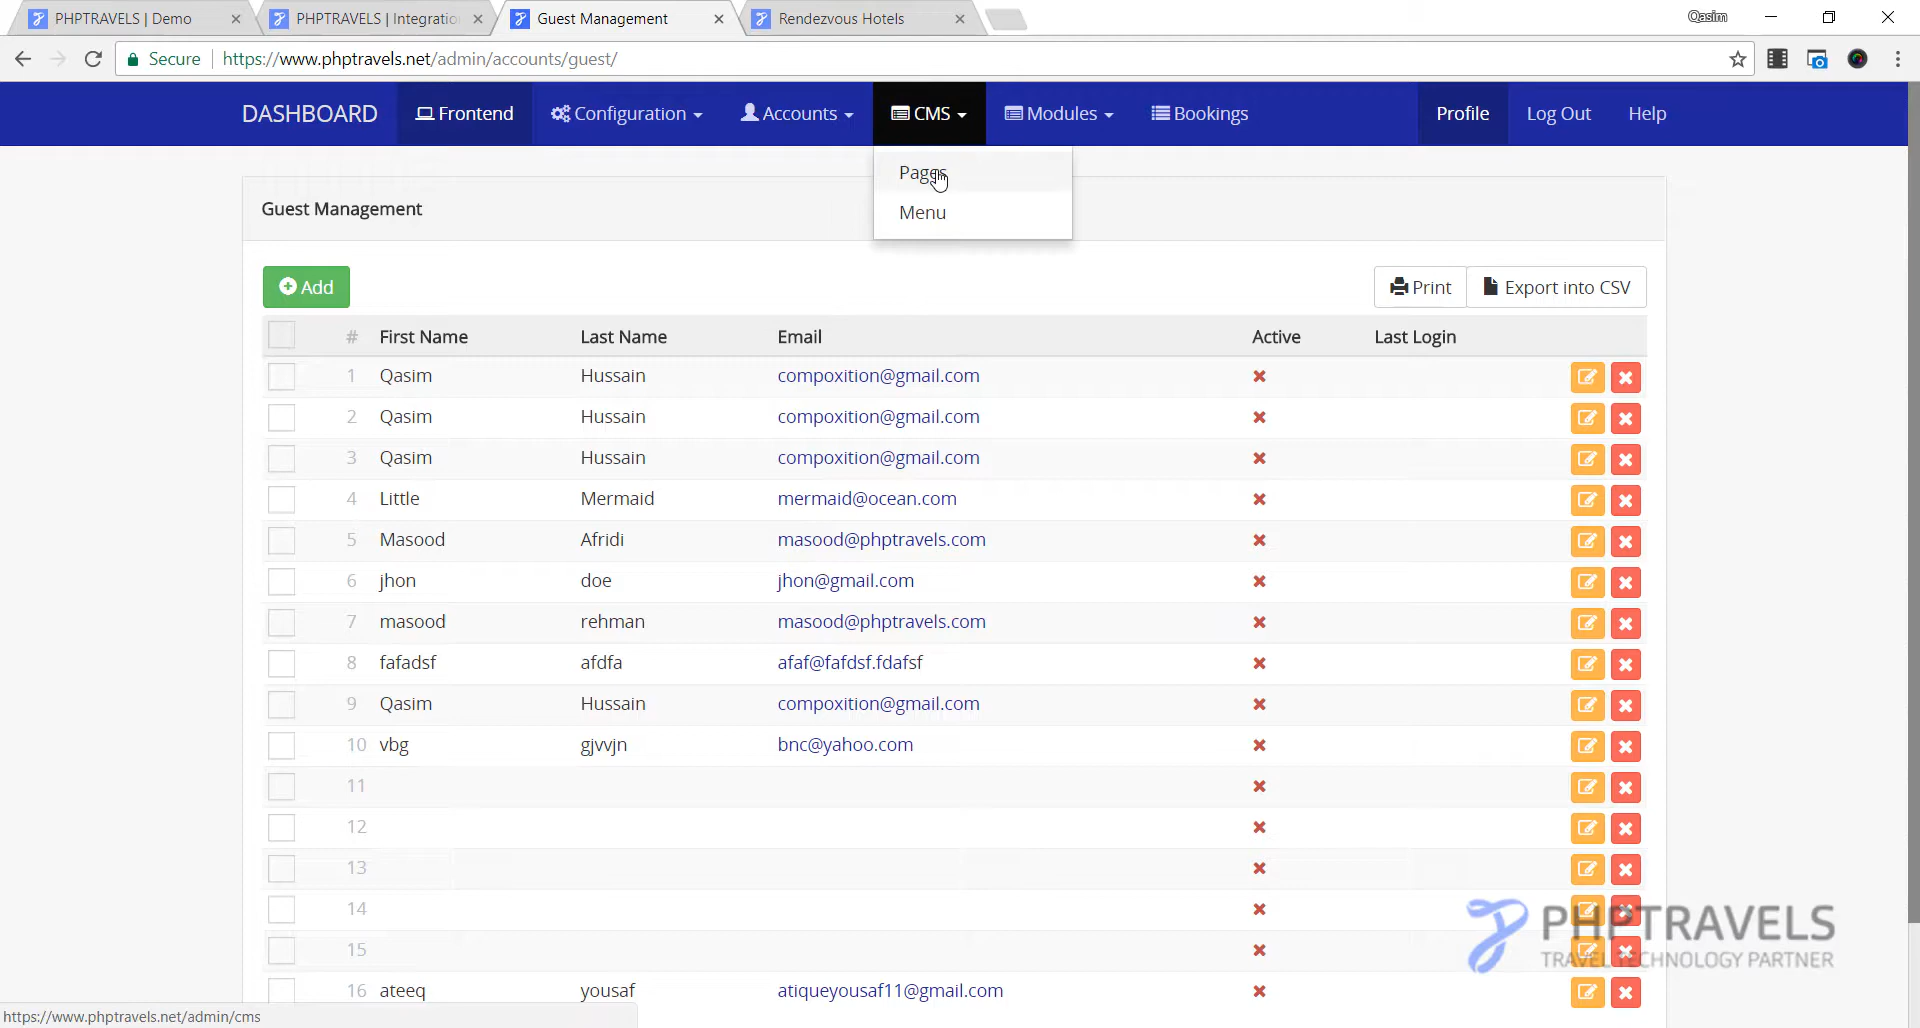 PHPTRAVELS | Demo
PHPTRAVELS | Integratio
Guest Management
Rendezvous Hotels
Qasim
Secure
https://www.phptravels.net/admin/accounts/guest/
DASHBOARD
Frontend
Configuration
Accounts
CMS
Modules
Bookings
Profile
Log Out
Help
Pages
Menu
Guest Management
Add
Print
Export into CSV
# First Name Last Name Email Active Last Login
1 Qasim Hussain compoxition@gmail.com
2 Qasim Hussain compoxition@gmail.com
3 Qasim Hussain compoxition@gmail.com
4 Little Mermaid mermaid@ocean.com
5 Masood Afridi masood@phptravels.com
6 jhon doe jhon@gmail.com
7 masood rehman masood@phptravels.com
8 fafadsf afdfa afaf@fafdsf.fdafsf
9 Qasim Hussain compoxition@gmail.com
10 vbg gjvvjn bnc@yahoo.com
11
12
13
14
15
16 ateeq yousaf atiqueyousaf11@gmail.com
PHPTRAVELS
TRAVEL TECHNOLOGY PARTNER
https://www.phptravels.net/admin/cms